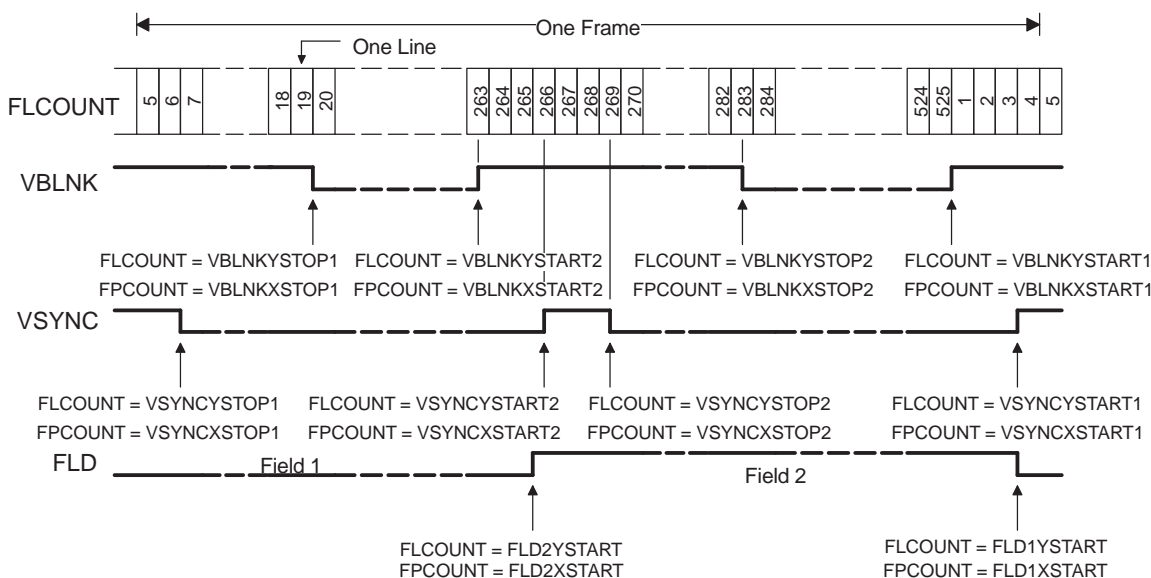 One Frame
One Line
FLCOUNT
5 6 7 18 19 20 263 264 265 266 267 268 269 270 282 283 284 524 525 1 2 3 4 5
VBLNK
FLCOUNT = VBLNKYSTOP1
FPCOUNT = VBLNKXSTOP1
FLCOUNT = VBLNKYSTART2
FPCOUNT = VBLNKXSTART2
FLCOUNT = VBLNKYSTOP2
FPCOUNT = VBLNKXSTOP2
FLCOUNT = VBLNKYSTART1
FPCOUNT = VBLNKXSTART1
VSYNC
FLCOUNT = VSYNCYSTOP1
FPCOUNT = VSYNCXSTOP1
FLCOUNT = VSYNCYSTART2
FPCOUNT = VSYNCXSTART2
FLCOUNT = VSYNCYSTOP2
FPCOUNT = VSYNCXSTOP2
FLCOUNT = VSYNCYSTART1
FPCOUNT = VSYNCXSTART1
FLD
Field 1
Field 2
FLCOUNT = FLD2YSTART
FPCOUNT = FLD2XSTART
FLCOUNT = FLD1YSTART
FPCOUNT = FLD1XSTART